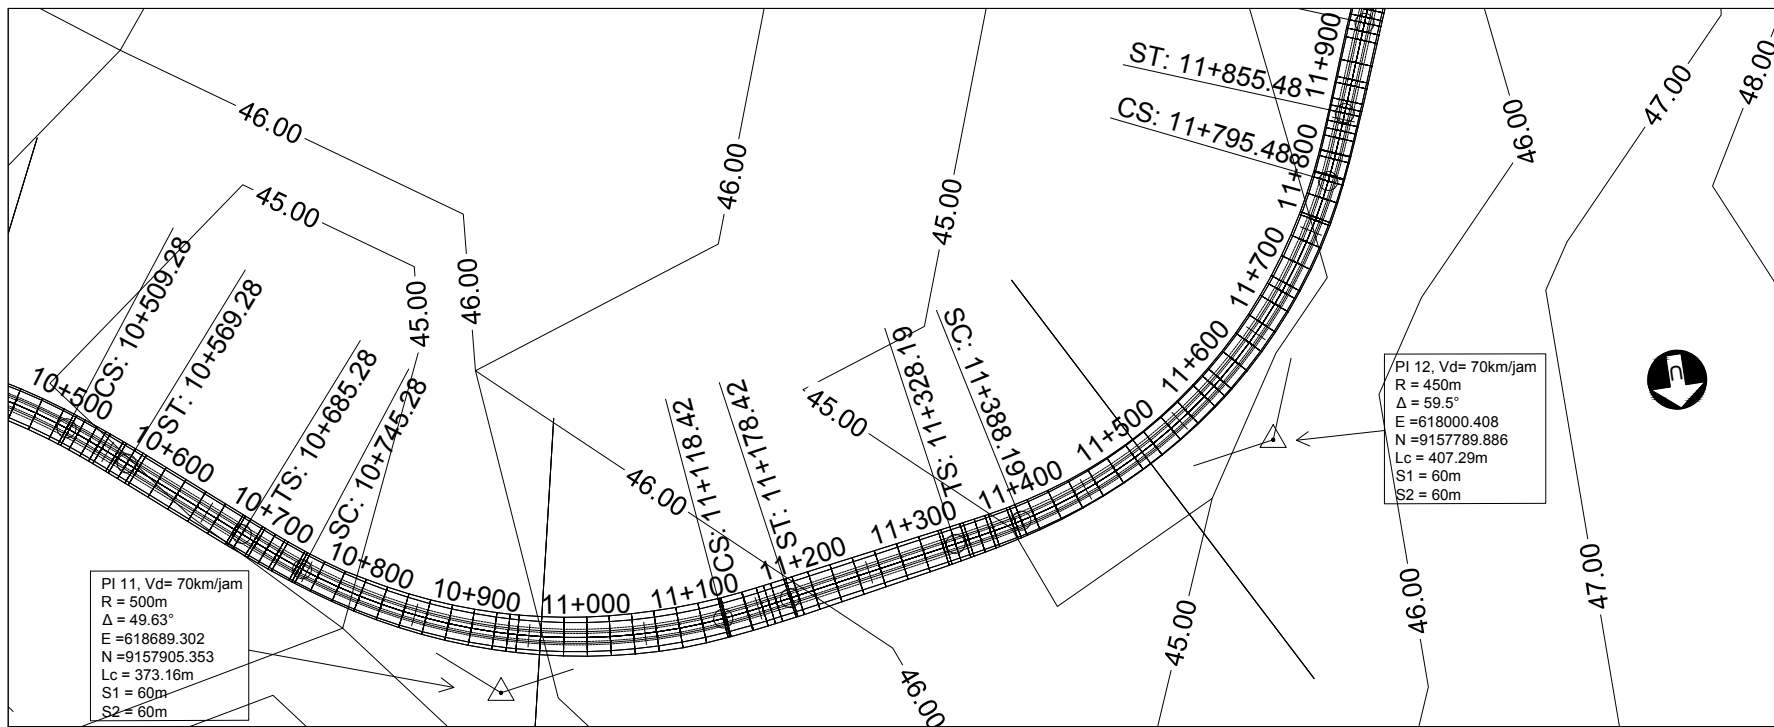 46.00
45.00
CS: 10+509.28
ST: 10+569.28
TS: 10+685.28
SC: 10+745.28
45.00
46.00
46.00
45.00
46.00
45.00
CS: 11+118.42
ST: 11+178.42
TS: 11+328.19
SC: 11+388.19
ST: 11+855.48
CS: 11+795.48
10+500
10+600
10+700
10+800
10+900
11+000
11+100
11+200
11+300
11+400
11+500
11+600
11+700
11+800
11+900
46.00
47.00
48.00
45.00
46.00
47.00
46.00
PI 11, Vd= 70km/jam
R = 500m
Δ = 49.63°
E =618689.302
N =9157905.353
Lc = 373.16m
S1 = 60m
S2 = 60m
PI 12, Vd= 70km/jam
R = 450m
Δ = 59.5°
E =618000.408
N =9157789.886
Lc = 407.29m
S1 = 60m
S2 = 60m
U